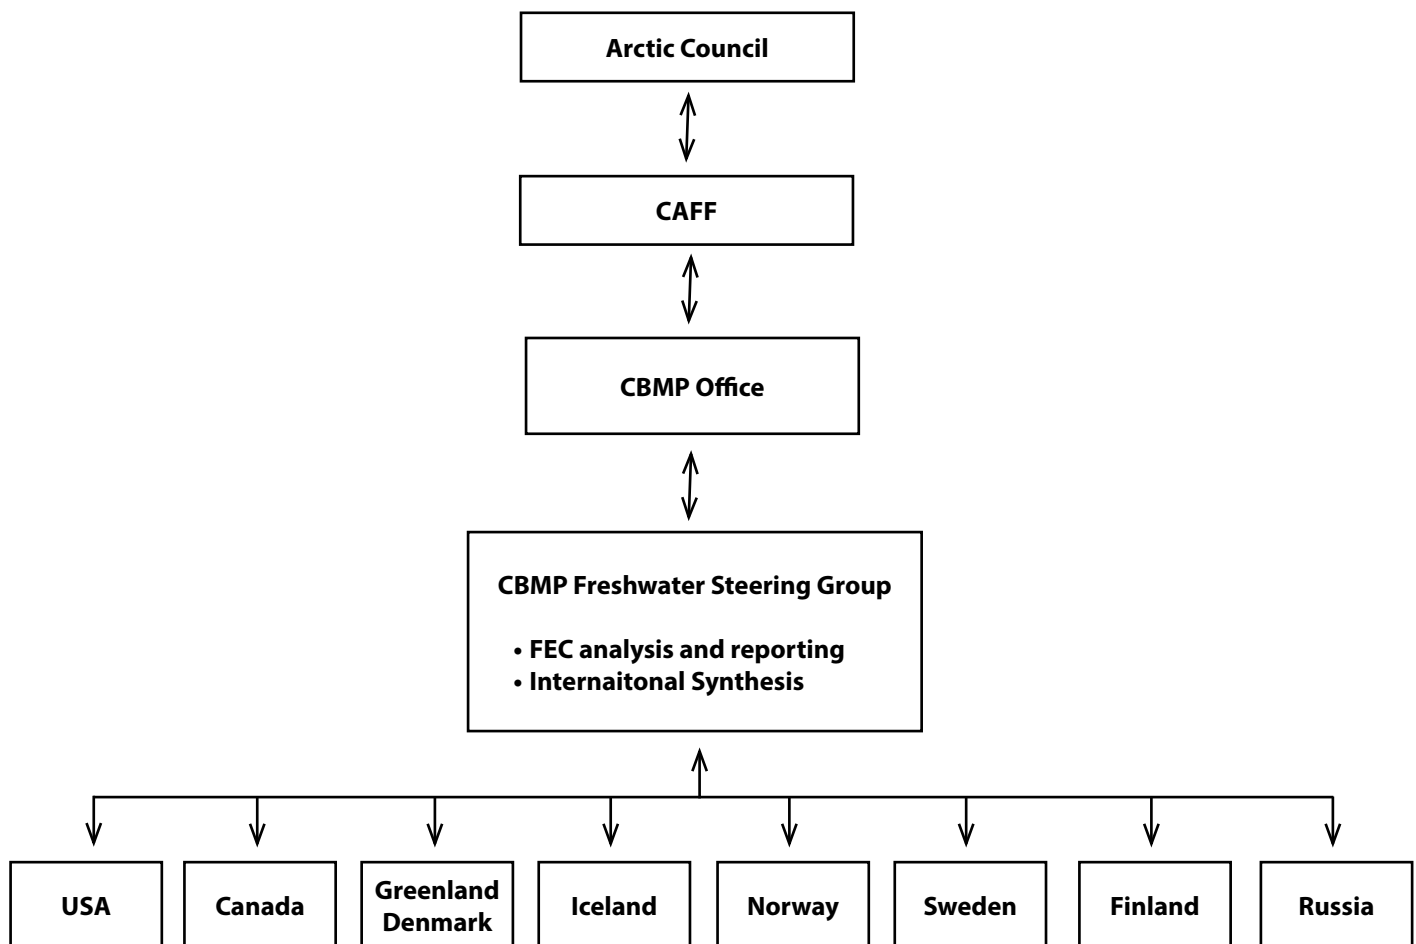 Arctic Council
CAFF
CBMP Office
CBMP Freshwater Steering Group
• FEC analysis and reporting
• Internaitonal Synthesis
USA
Canada
Greenland
Denmark
Iceland
Norway
Sweden
Finland
Russia